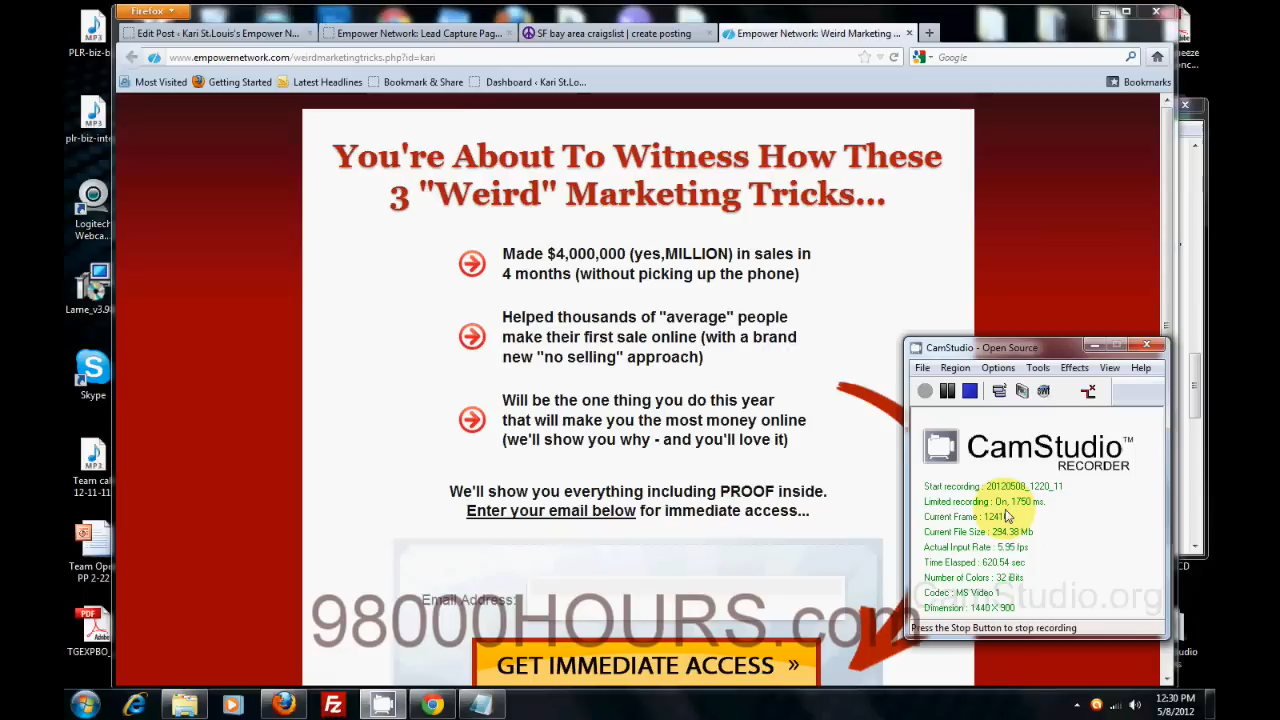 Firefox
Edit Post ‹ Kari St.Louis's Empower N...
Empower Network: Lead Capture Pag...
SF bay area craigslist | create posting
Empower Network: Weird Marketing ...
www.empowernetwork.com/weirdmarketingtricks.php?id=kari
Google
Most Visited
Getting Started
Latest Headlines
Bookmark & Share
Dashboard ‹ Kari St.Lo...
Bookmarks
PLR-biz-b
plr-biz-inte
Logitech
Webca...
Lame_v3.9
Skype
Team cal
12-11-11
Team Ope
PP 2-22
TGEXPBO_
You're About To Witness How These
3 "Weird" Marketing Tricks...
Made $4,000,000 (yes,MILLION) in sales in
4 months (without picking up the phone)
Helped thousands of "average" people
make their first sale online (with a brand
new "no selling" approach)
Will be the one thing you do this year
that will make you the most money online
(we'll show you why - and you'll love it)
We'll show you everything including PROOF inside.
Enter your email below for immediate access...
Email Address:
98000HOURS.com
GET IMMEDIATE ACCESS »
CamStudio - Open Source
File Region Options Tools Effects View Help
CamStudio™
RECORDER
Start recording : 20120508_1220_11
Limited recording : On, 1750 ms.
Current Frame : 1241
Current File Size : 294.38 Mb
Actual Input Rate : 5.95 fps
Time Elasped : 620.54 sec
Number of Colors : 32 Bits
Codec : MS Video 1
Dimension : 1440 X 900
CamStudio.org
Press the Stop Button to stop recording
12:30 PM
5/8/2012